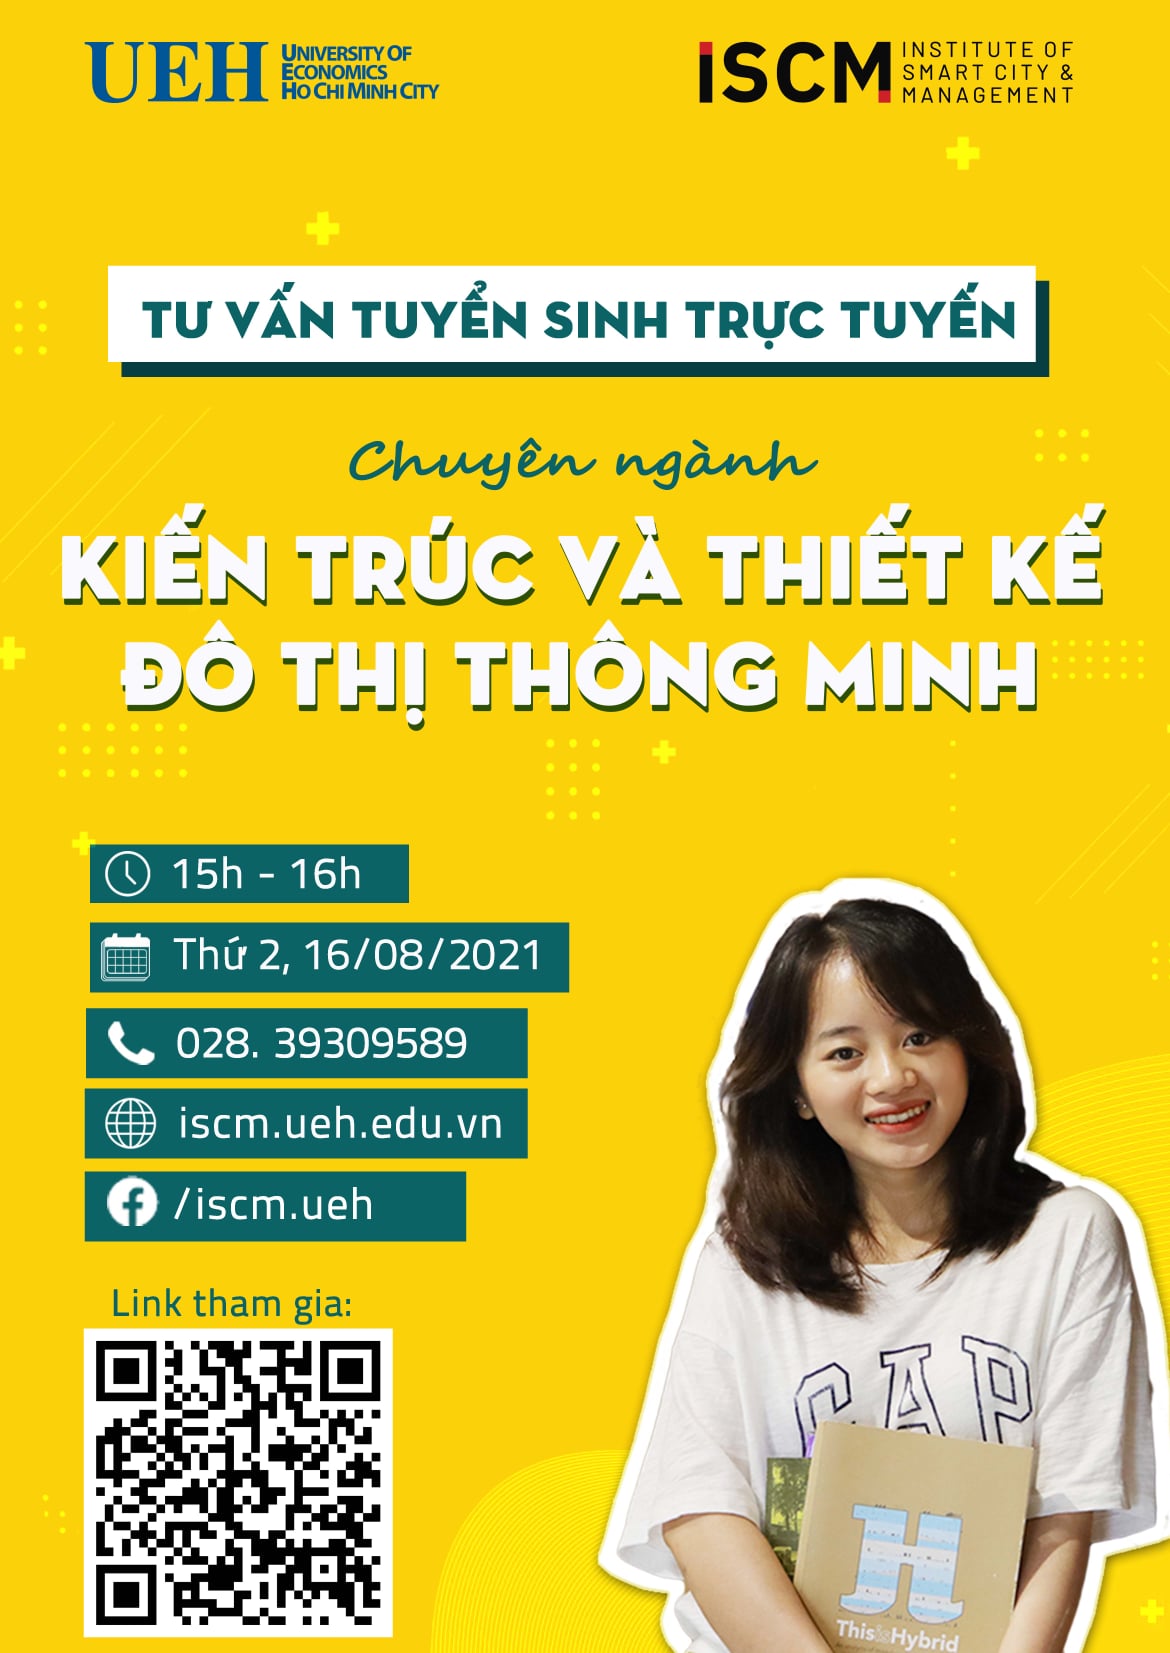 UEH UNIVERSITY OF
ECONOMICS
HO CHI MINH CITY
ISCM INSTITUTE OF
SMART CITY &
MANAGEMENT
TƯ VẤN TUYỂN SINH TRỰC TUYẾN
Chuyên ngành
KIẾN TRÚC VÀ THIẾT KẾ
ĐÔ THỊ THÔNG MINH
15h - 16h
Thứ 2, 16/08/2021
028. 39309589
iscm.ueh.edu.vn
/iscm.ueh
Link tham gia:
GAP
H
ThisisHybrid